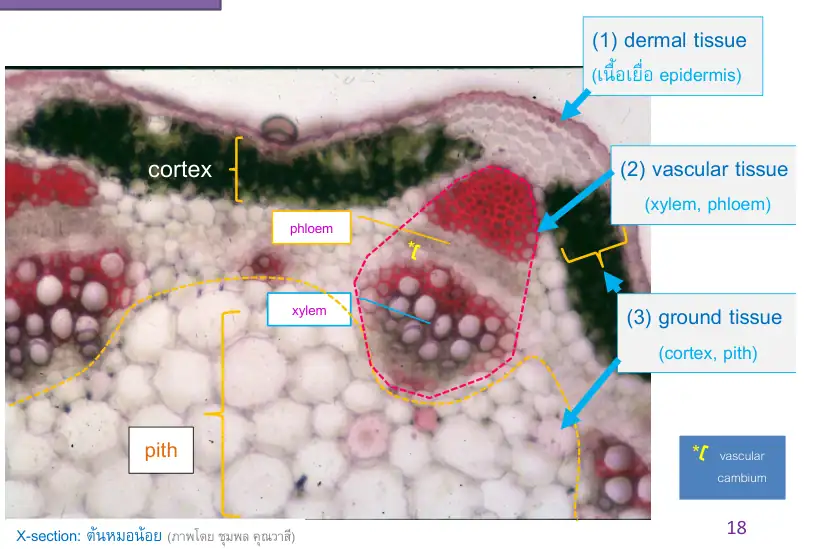 (1) dermal tissue
(เนื้อเยื่อ epidermis)
cortex
(2) vascular tissue
(xylem, phloem)
phloem
xylem
(3) ground tissue
(cortex, pith)
pith
vascular
cambium
X-section: ต้นหมอน้อย (ภาพโดย ชุมพล คุณวาสี)
18